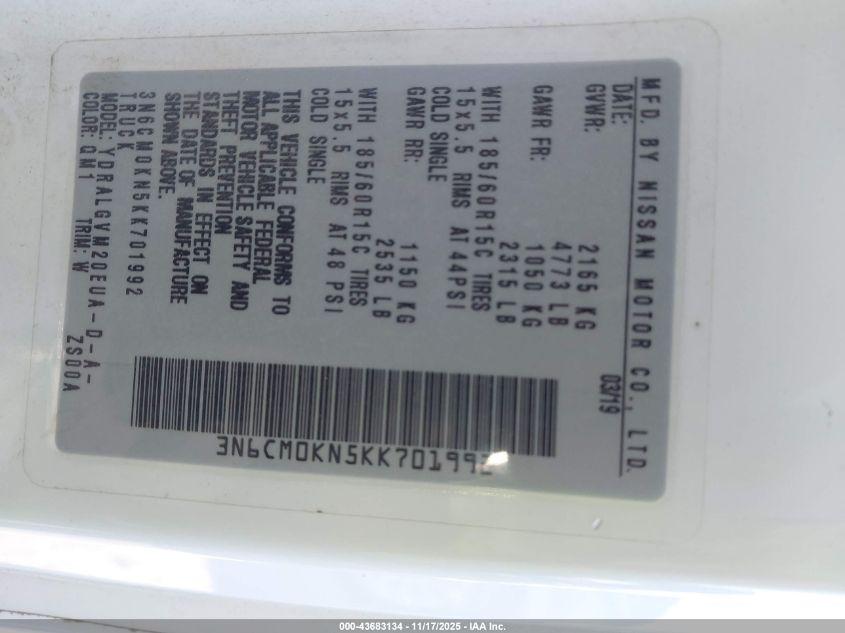 MFD. BY NISSAN MOTOR CO., LTD.
DATE: 03/19
GVWR: 2165 KG
4773 LB
GAWR FR: 1050 KG
2315 LB
WITH 185/60R15C TIRES
15x5.5 RIMS AT 44PSI
COLD SINGLE
GAWR RR: 1150 KG
2535 LB
WITH 185/60R15C TIRES
15x5.5 RIMS AT 48 PSI
COLD SINGLE
THIS VEHICLE CONFORMS TO
ALL APPLICABLE FEDERAL
MOTOR VEHICLE SAFETY AND
THEFT PREVENTION
STANDARDS IN EFFECT ON
THE DATE OF MANUFACTURE
SHOWN ABOVE.
3N6CM0KN5KK701992
TRUCK
MODEL: YDRALGVM20EUA-D-A-
COLOR: QM1 TRIM: W ZS00A
3N6CM0KN5KK701992
000-43683134 - 11/17/2025 - IAA Inc.